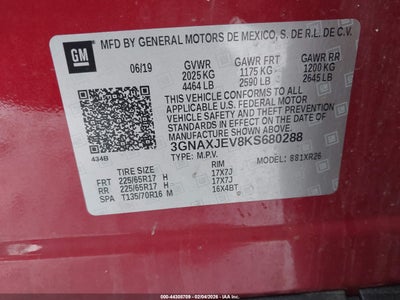 GM
MFD BY GENERAL MOTORS DE MEXICO, S. DE R.L. DE C.V.
06/19 GVWR GAWR FRT GAWR RR
2025 KG 1175 KG 1200 KG
4464 LB 2590 LB 2645 LB
THIS VEHICLE CONFORMS TO ALL
APPLICABLE U.S. FEDERAL MOTOR
VEHICLE SAFETY, BUMPER, AND THEFT
PREVENTION STANDARDS IN EFFECT
ON THE DATE OF MANUFACTURE
SHOWN ABOVE.
3GNAXJEV8KS680288
434B TYPE: M.P.V. MODEL: 881XR26
TIRE SIZE RIM
FRT 225/65R17 H 17X7J
RR 225/65R17 H 17X7J
SPA T135/70R16 M 16X4BT
000-44308709 - 02/04/2026 - IAAI.COM